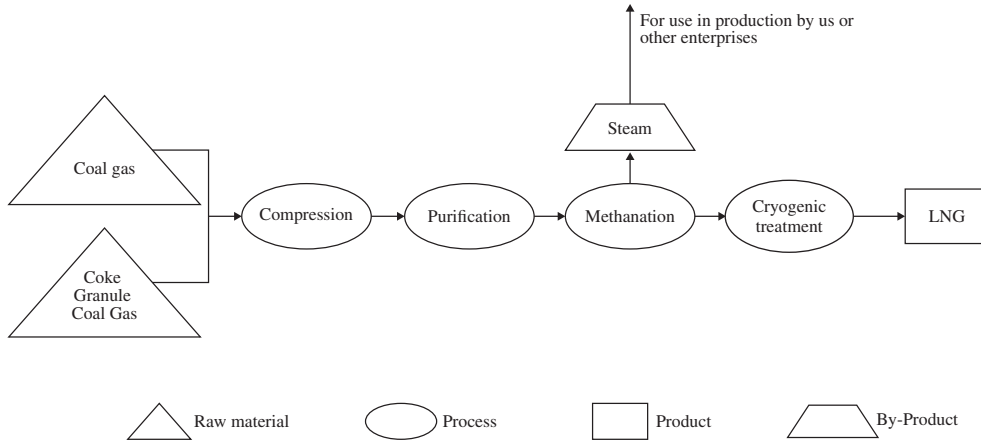 For use in production by us or
other enterprises
Steam
Coal gas
Compression
Purification
Methanation
Cryogenic
treatment
LNG
Coke
Granule
Coal Gas
Raw material
Process
Product
By-Product